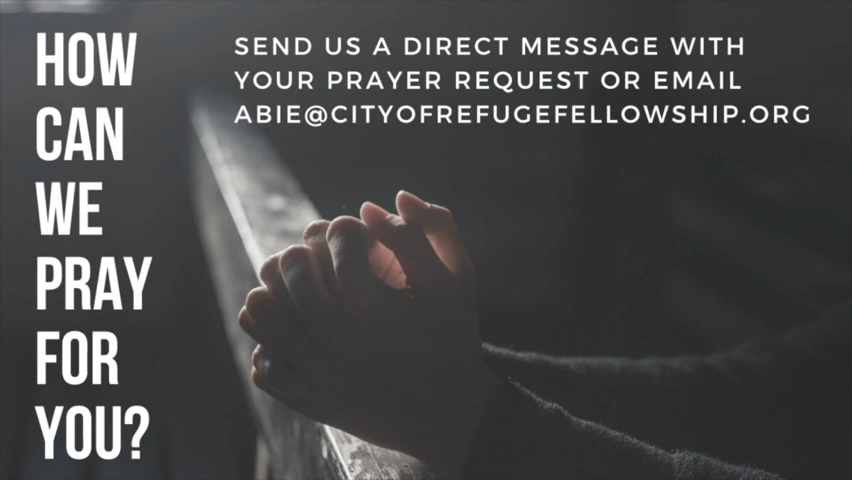 HOW
CAN
WE
PRAY
FOR
YOU?
SEND US A DIRECT MESSAGE WITH
YOUR PRAYER REQUEST OR EMAIL
ABIE@CITYOFREFUGEFELLOWSHIP.ORG